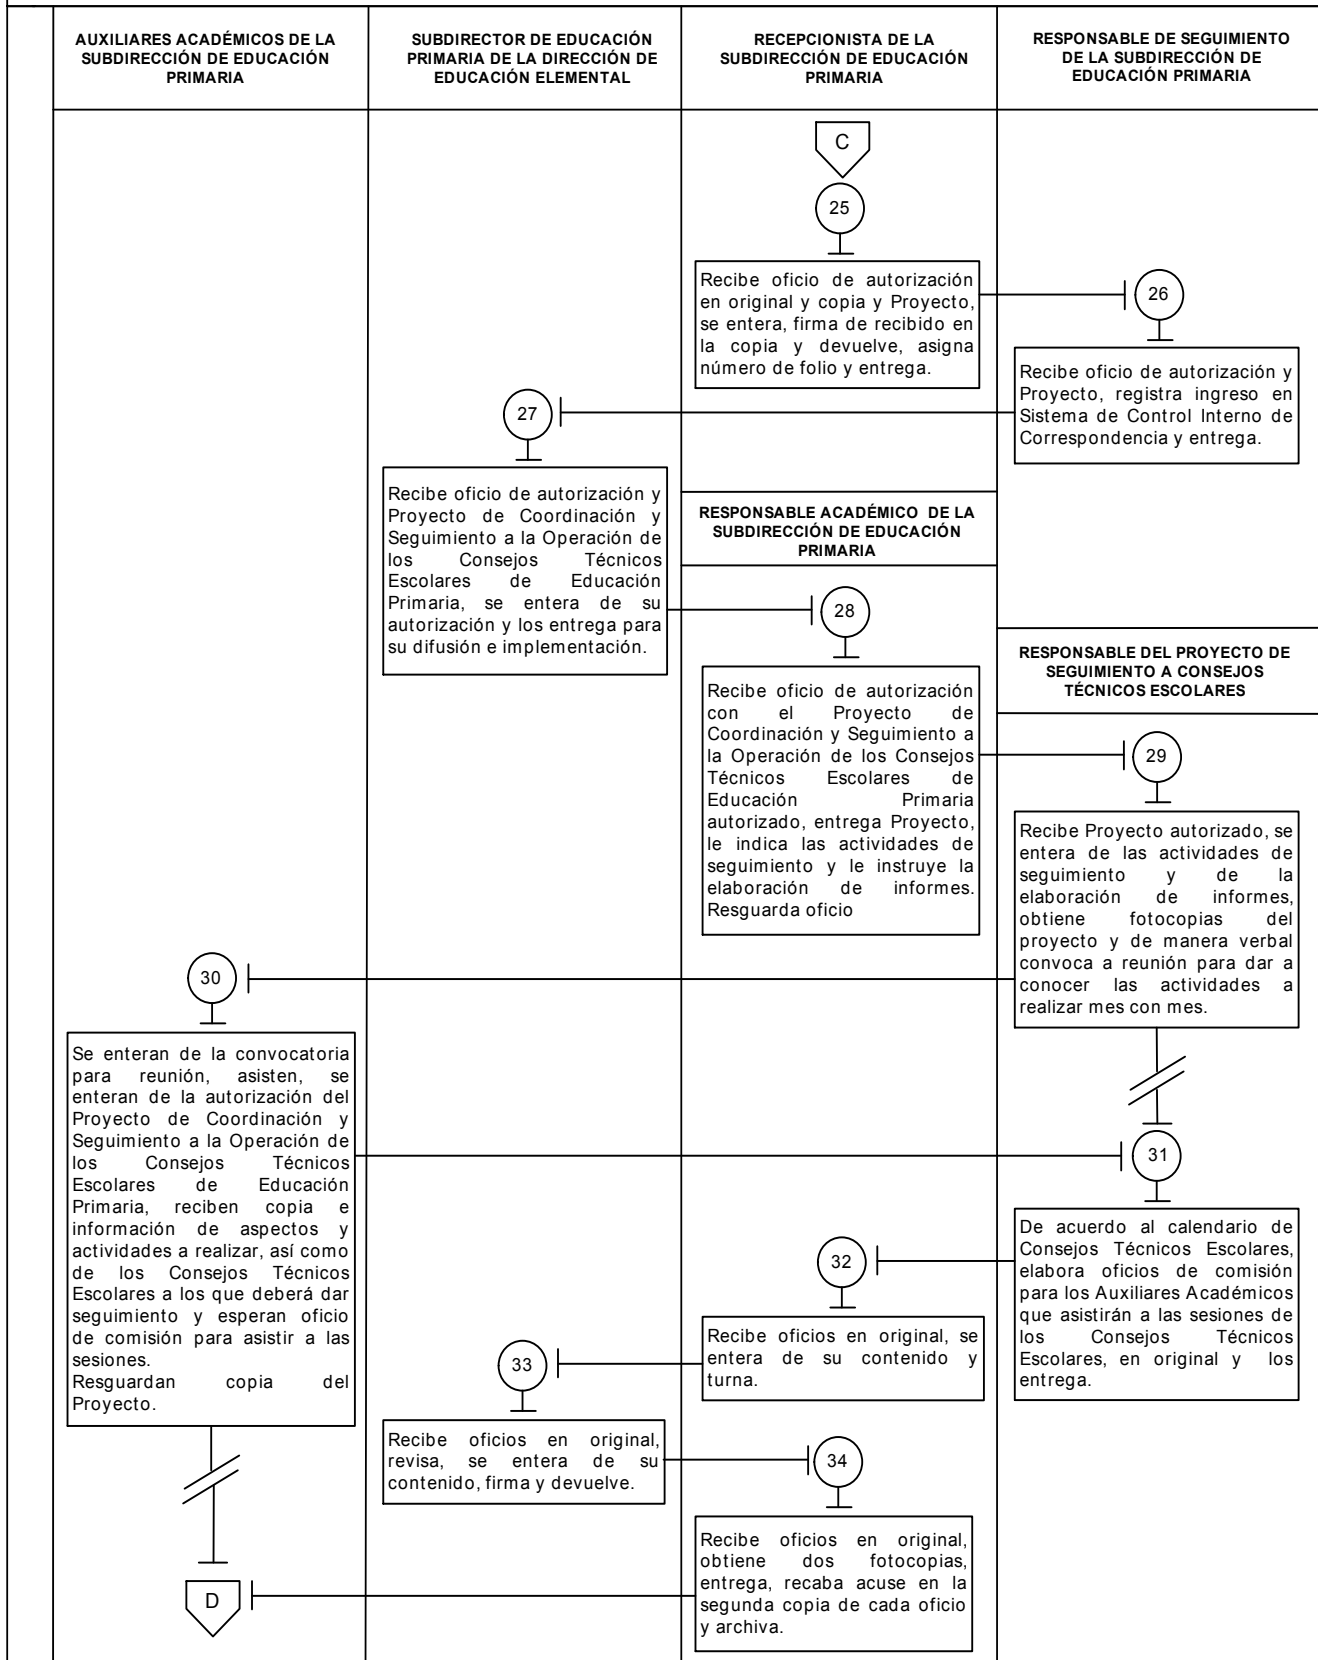 AUXILIARES ACADÉMICOS DE LA
SUBDIRECCIÓN DE EDUCACIÓN
PRIMARIA
SUBDIRECTOR DE EDUCACIÓN
PRIMARIA DE LA DIRECCIÓN DE
EDUCACIÓN ELEMENTAL
RECEPCIONISTA DE LA
SUBDIRECCIÓN DE EDUCACIÓN
PRIMARIA
RESPONSABLE DE SEGUIMIENTO
DE LA SUBDIRECCIÓN DE
EDUCACIÓN PRIMARIA
C
25
Recibe oficio de autorización
en original y copia y Proyecto,
se entera, firma de recibido en
la copia y devuelve, asigna
número de folio y entrega.
26
Recibe oficio de autorización y
Proyecto, registra ingreso en
Sistema de Control Interno de
Correspondencia y entrega.
27
Recibe oficio de autorización y
Proyecto de Coordinación y
Seguimiento a la Operación de
los Consejos Técnicos
Escolares de Educación
Primaria, se entera de su
autorización y los entrega para
su difusión e implementación.
RESPONSABLE ACADÉMICO DE LA
SUBDIRECCIÓN DE EDUCACIÓN
PRIMARIA
28
Recibe oficio de autorización
con el Proyecto de
Coordinación y Seguimiento a
la Operación de los Consejos
Técnicos Escolares de
Educación Primaria
autorizado, entrega Proyecto,
le indica las actividades de
seguimiento y le instruye la
elaboración de informes.
Resguarda oficio
RESPONSABLE DEL PROYECTO DE
SEGUIMIENTO A CONSEJOS
TÉCNICOS ESCOLARES
29
Recibe Proyecto autorizado, se
entera de las actividades de
seguimiento y de la
elaboración de informes,
obtiene fotocopias del
proyecto y de manera verbal
convoca a reunión para dar a
conocer las actividades a
realizar mes con mes.
30
Se enteran de la convocatoria
para reunión, asisten, se
enteran de la autorización del
Proyecto de Coordinación y
Seguimiento a la Operación de
los Consejos Técnicos
Escolares de Educación
Primaria, reciben copia e
información de aspectos y
actividades a realizar, así como
de los Consejos Técnicos
Escolares a los que deberá dar
seguimiento y esperan oficio
de comisión para asistir a las
sesiones.
Resguardan copia del
Proyecto.
31
De acuerdo al calendario de
Consejos Técnicos Escolares,
elabora oficios de comisión
para los Auxiliares Académicos
que asistirán a las sesiones de
los Consejos Técnicos
Escolares, en original y los
entrega.
32
Recibe oficios en original, se
entera de su contenido y
turna.
33
Recibe oficios en original,
revisa, se entera de su
contenido, firma y devuelve.
34
Recibe oficios en original,
obtiene dos fotocopias,
entrega, recaba acuse en la
segunda copia de cada oficio
y archiva.
D